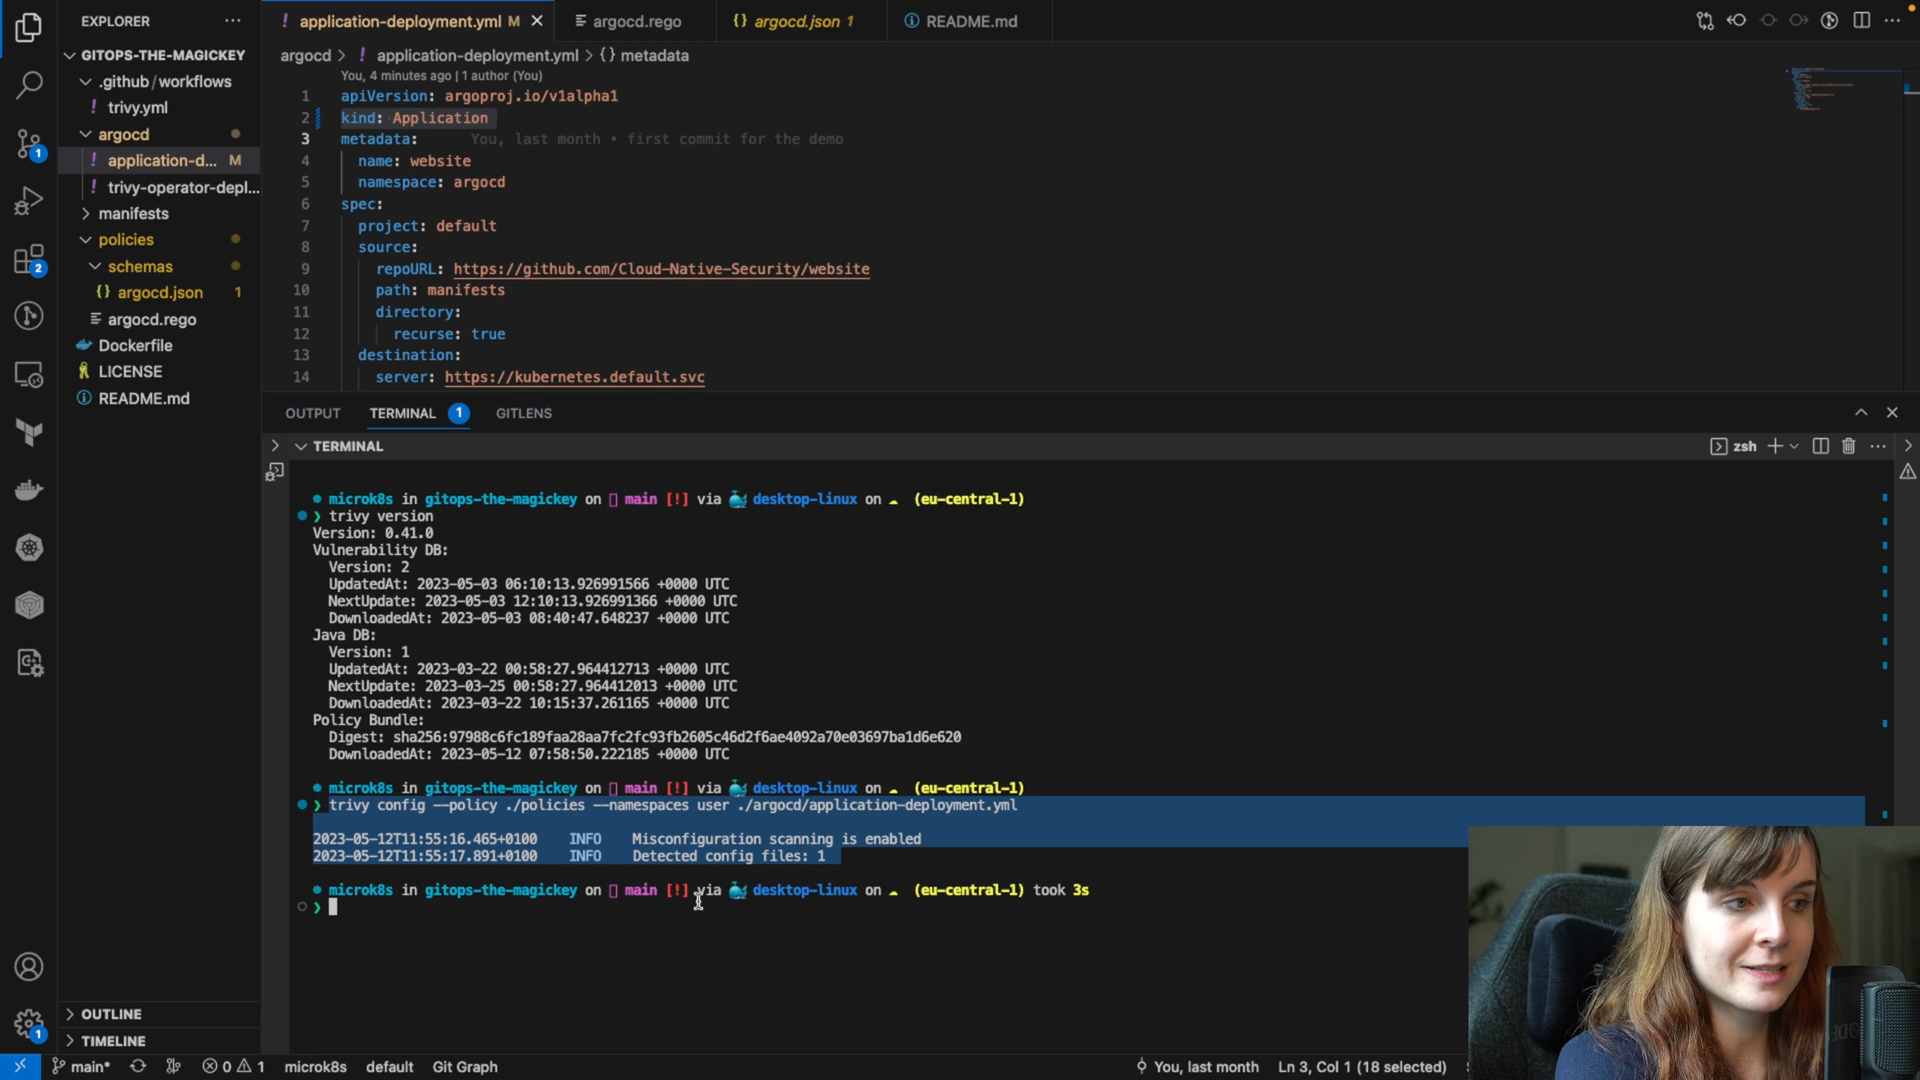 EXPLORER
GITOPS-THE-MAGICKEY
.github/workflows
trivy.yml
argocd
application-d... M
trivy-operator-depl...
manifests
policies
schemas
argocd.json 1
argocd.rego
Dockerfile
LICENSE
README.md
OUTLINE
TIMELINE
1
2
1
application-deployment.yml M
argocd.rego
argocd.json 1
README.md
argocd > application-deployment.yml > {} metadata
You, 4 minutes ago | 1 author (You)
1 apiVersion: argoproj.io/v1alpha1
2 kind: Application
3 metadata: You, last month • first commit for the demo
4 name: website
5 namespace: argocd
6 spec:
7 project: default
8 source:
9 repoURL: https://github.com/Cloud-Native-Security/website
10 path: manifests
11 directory:
12 recurse: true
13 destination:
14 server: https://kubernetes.default.svc
OUTPUT TERMINAL 1 GITLENS
TERMINAL
zsh
microk8s in gitops-the-magickey on main [!] via desktop-linux on (eu-central-1)
❯ trivy version
Version: 0.41.0
Vulnerability DB:
Version: 2
UpdatedAt: 2023-05-03 06:10:13.926991566 +0000 UTC
NextUpdate: 2023-05-03 12:10:13.926991366 +0000 UTC
DownloadedAt: 2023-05-03 08:40:47.648237 +0000 UTC
Java DB:
Version: 1
UpdatedAt: 2023-03-22 00:58:27.964412713 +0000 UTC
NextUpdate: 2023-03-25 00:58:27.964412013 +0000 UTC
DownloadedAt: 2023-03-22 10:15:37.261165 +0000 UTC
Policy Bundle:
Digest: sha256:97988c6fc189faa28aa7fc2fc93fb2605c46d2f6ae4092a70e03697ba1d6e620
DownloadedAt: 2023-05-12 07:58:50.222185 +0000 UTC
microk8s in gitops-the-magickey on main [!] via desktop-linux on (eu-central-1)
❯ trivy config --policy ./policies --namespaces user ./argocd/application-deployment.yml
2023-05-12T11:55:16.465+0100 INFO Misconfiguration scanning is enabled
2023-05-12T11:55:17.891+0100 INFO Detected config files: 1
microk8s in gitops-the-magickey on main [!] via desktop-linux on (eu-central-1) took 3s
❯
main* 0 1 microk8s default Git Graph
You, last month Ln 3, Col 1 (18 selected)